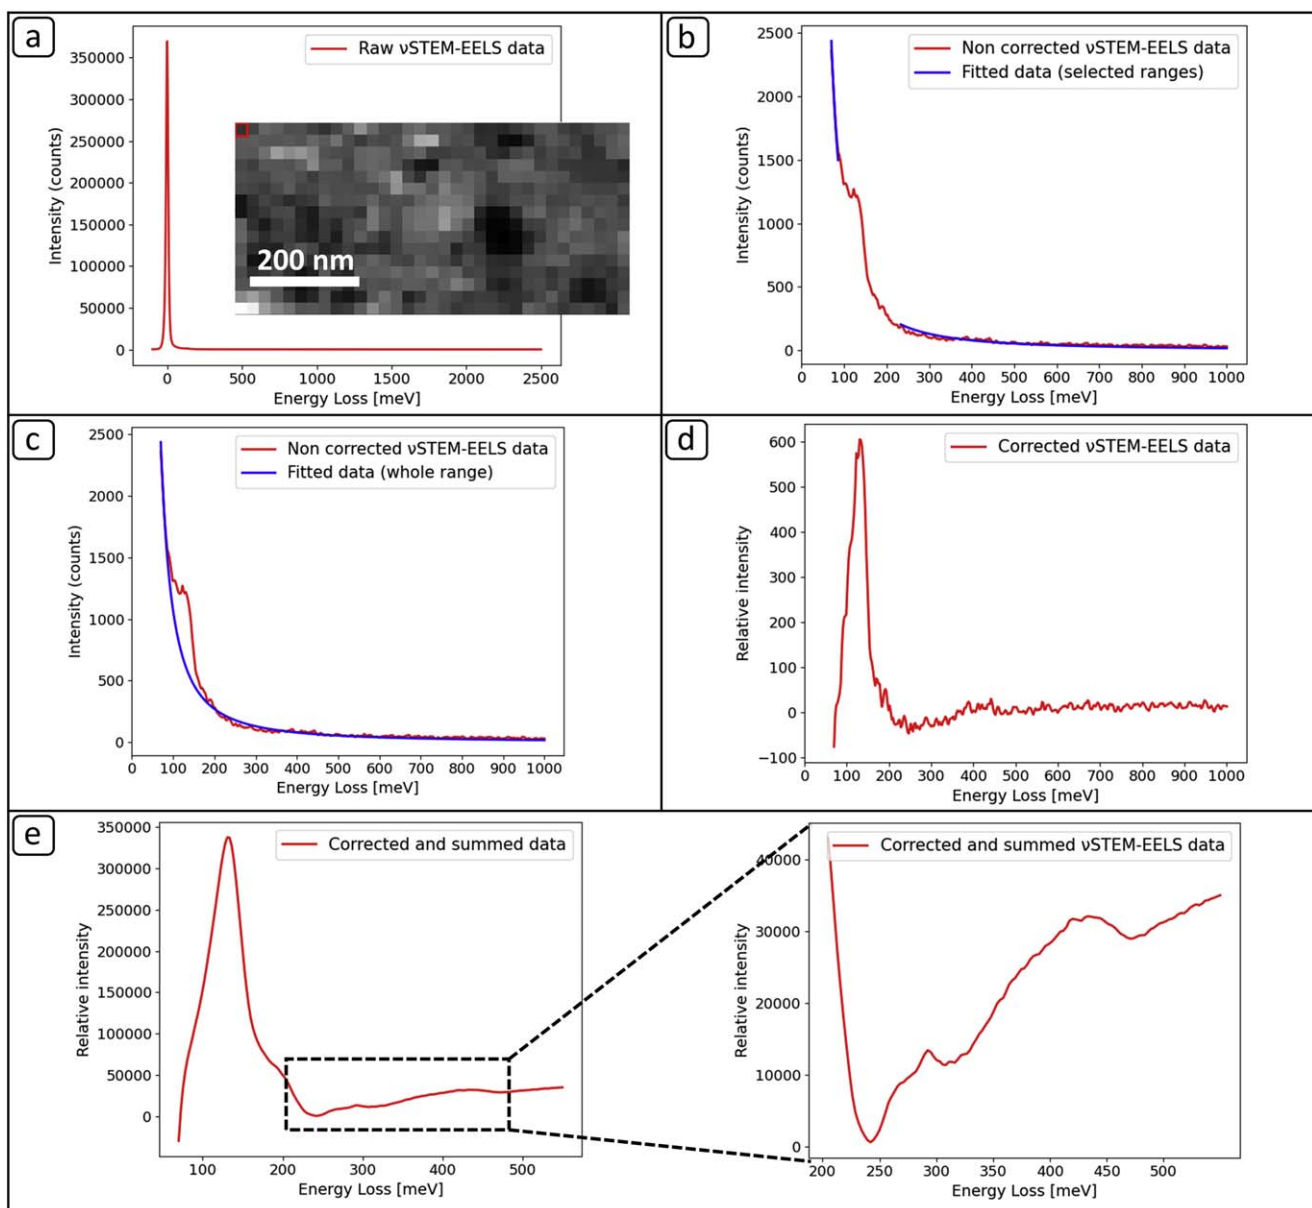 a
350000
300000
250000
200000
150000
100000
50000
0
Intensity (counts)
Raw νSTEM-EELS data
200 nm
0 500 1000 1500 2000 2500
Energy Loss [meV]
b
2500
2000
1500
1000
500
0
Intensity (counts)
Non corrected νSTEM-EELS data
Fitted data (selected ranges)
0 100 200 300 400 500 600 700 800 900 1000
Energy Loss [meV]
c
2500
2000
1500
1000
500
0
Intensity (counts)
Non corrected νSTEM-EELS data
Fitted data (whole range)
0 100 200 300 400 500 600 700 800 900 1000
Energy Loss [meV]
d
600
500
400
300
200
100
0
−100
Relative intensity
Corrected νSTEM-EELS data
0 100 200 300 400 500 600 700 800 900 1000
Energy Loss [meV]
e
350000
300000
250000
200000
150000
100000
50000
0
Relative intensity
Corrected and summed data
100 200 300 400 500
Energy Loss [meV]
40000
30000
20000
10000
0
Relative intensity
Corrected and summed νSTEM-EELS data
200 250 300 350 400 450 500
Energy Loss [meV]